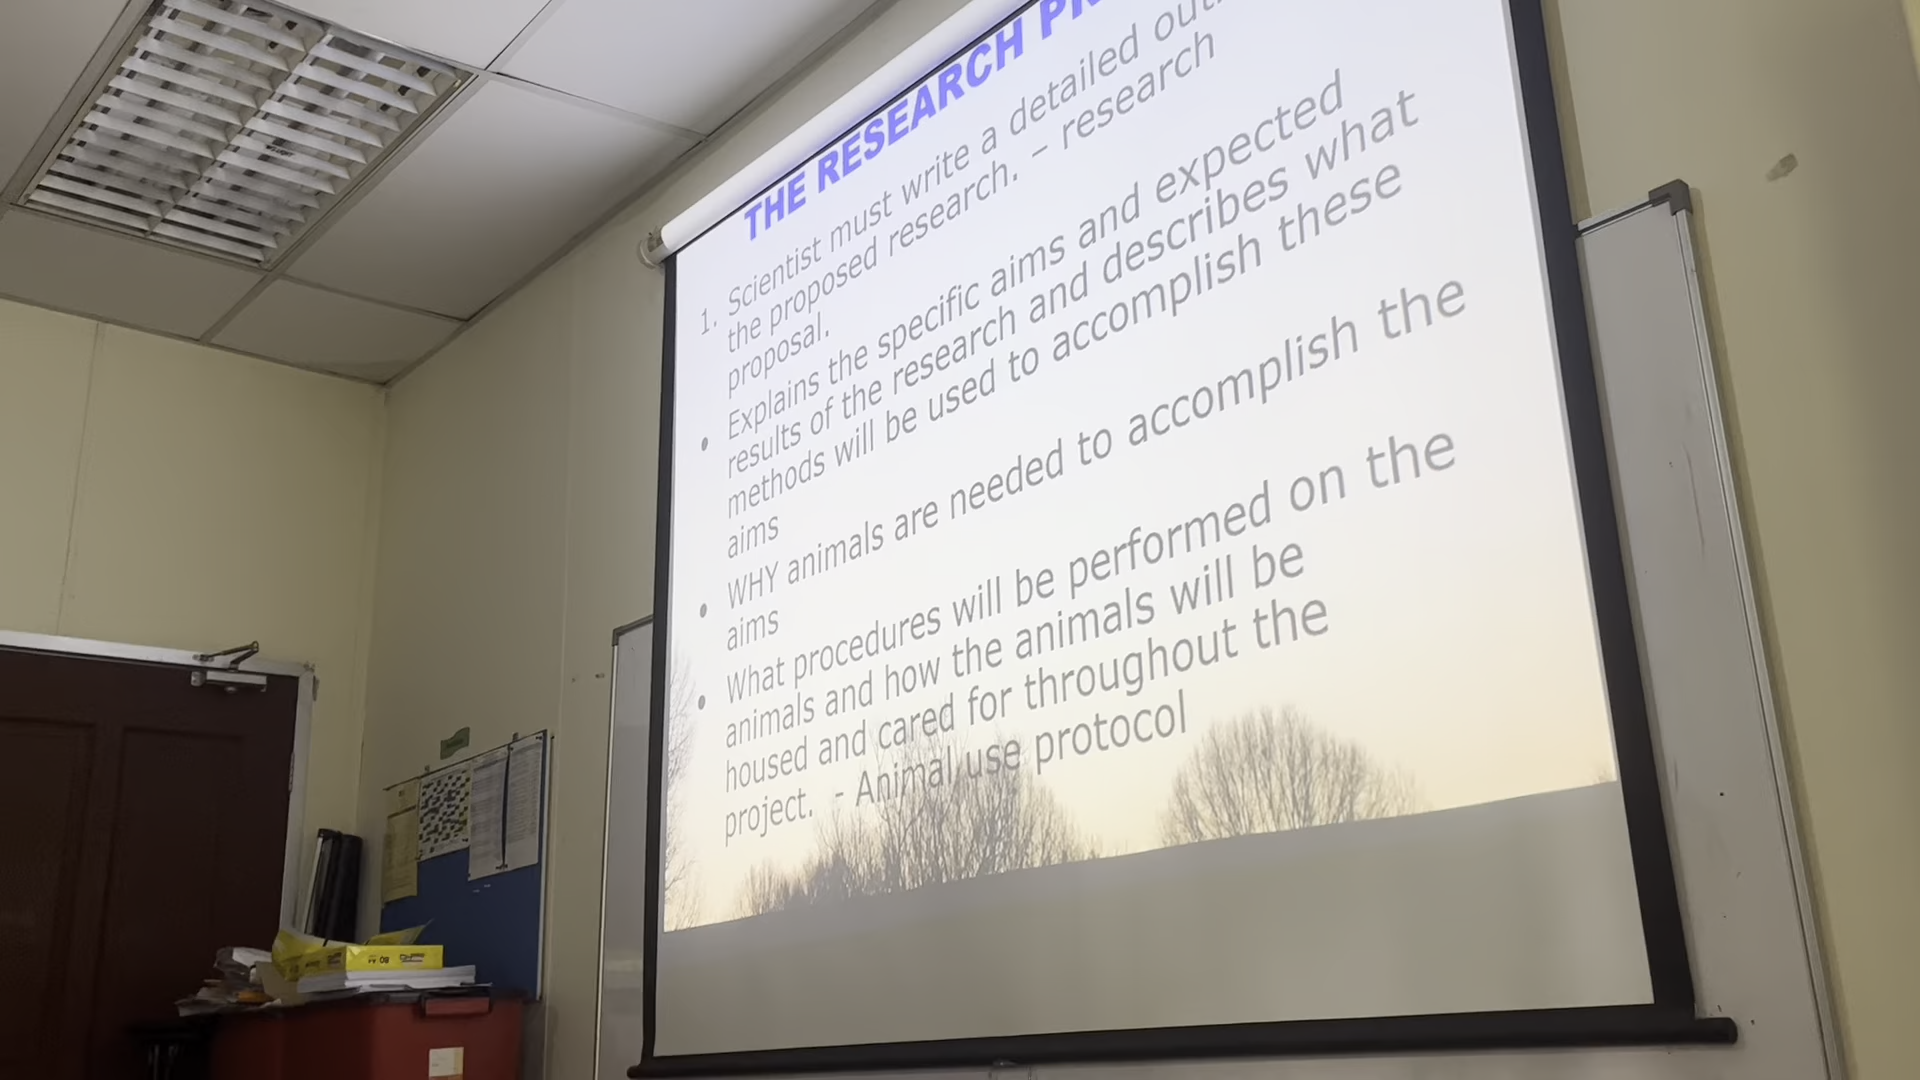 THE RESEARCH
1. Scientist must write a detailed
the proposed research. – research
proposal.
• Explains the specific aims and expected
results of the research and describes what
methods will be used to accomplish these
aims
• WHY animals are needed to accomplish the
aims
• What procedures will be performed on the
animals and how the animals will be
housed and cared for throughout the
project. - Animal use protocol